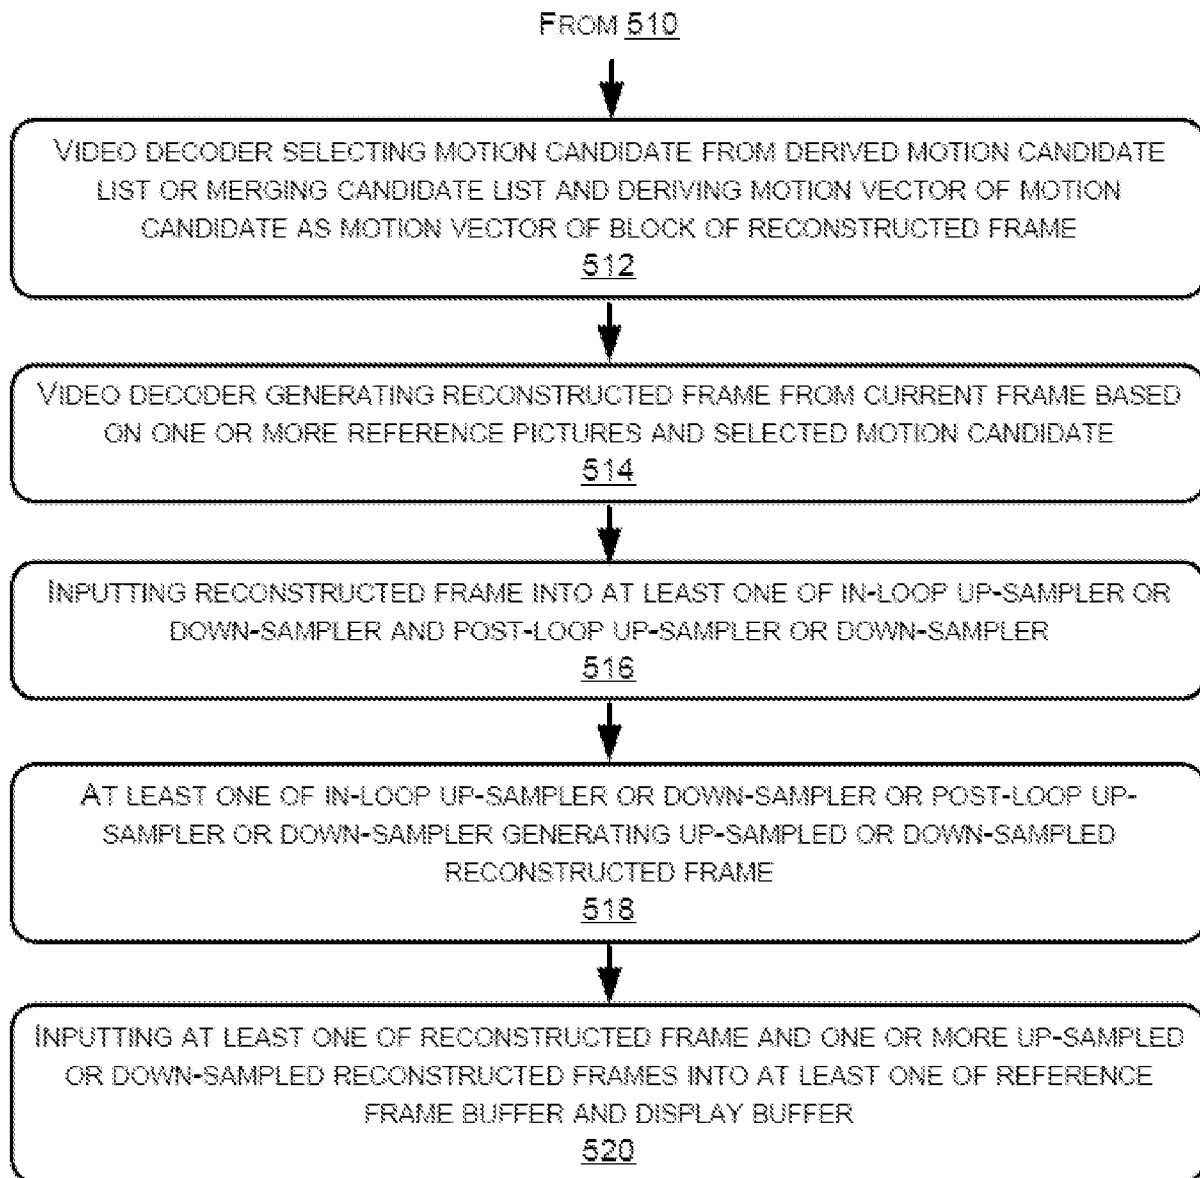 FROM 510
VIDEO DECODER SELECTING MOTION CANDIDATE FROM DERIVED MOTION CANDIDATE
LIST OR MERGING CANDIDATE LIST AND DERIVING MOTION VECTOR OF MOTION
CANDIDATE AS MOTION VECTOR OF BLOCK OF RECONSTRUCTED FRAME
512
VIDEO DECODER GENERATING RECONSTRUCTED FRAME FROM CURRENT FRAME BASED
ON ONE OR MORE REFERENCE PICTURES AND SELECTED MOTION CANDIDATE
514
INPUTTING RECONSTRUCTED FRAME INTO AT LEAST ONE OF IN-LOOP UP-SAMPLER OR
DOWN-SAMPLER AND POST-LOOP UP-SAMPLER OR DOWN-SAMPLER
516
AT LEAST ONE OF IN-LOOP UP-SAMPLER OR DOWN-SAMPLER OR POST-LOOP UP-
SAMPLER OR DOWN-SAMPLER GENERATING UP-SAMPLED OR DOWN-SAMPLED
RECONSTRUCTED FRAME
518
INPUTTING AT LEAST ONE OF RECONSTRUCTED FRAME AND ONE OR MORE UP-SAMPLED
OR DOWN-SAMPLED RECONSTRUCTED FRAMES INTO AT LEAST ONE OF REFERENCE
FRAME BUFFER AND DISPLAY BUFFER
520